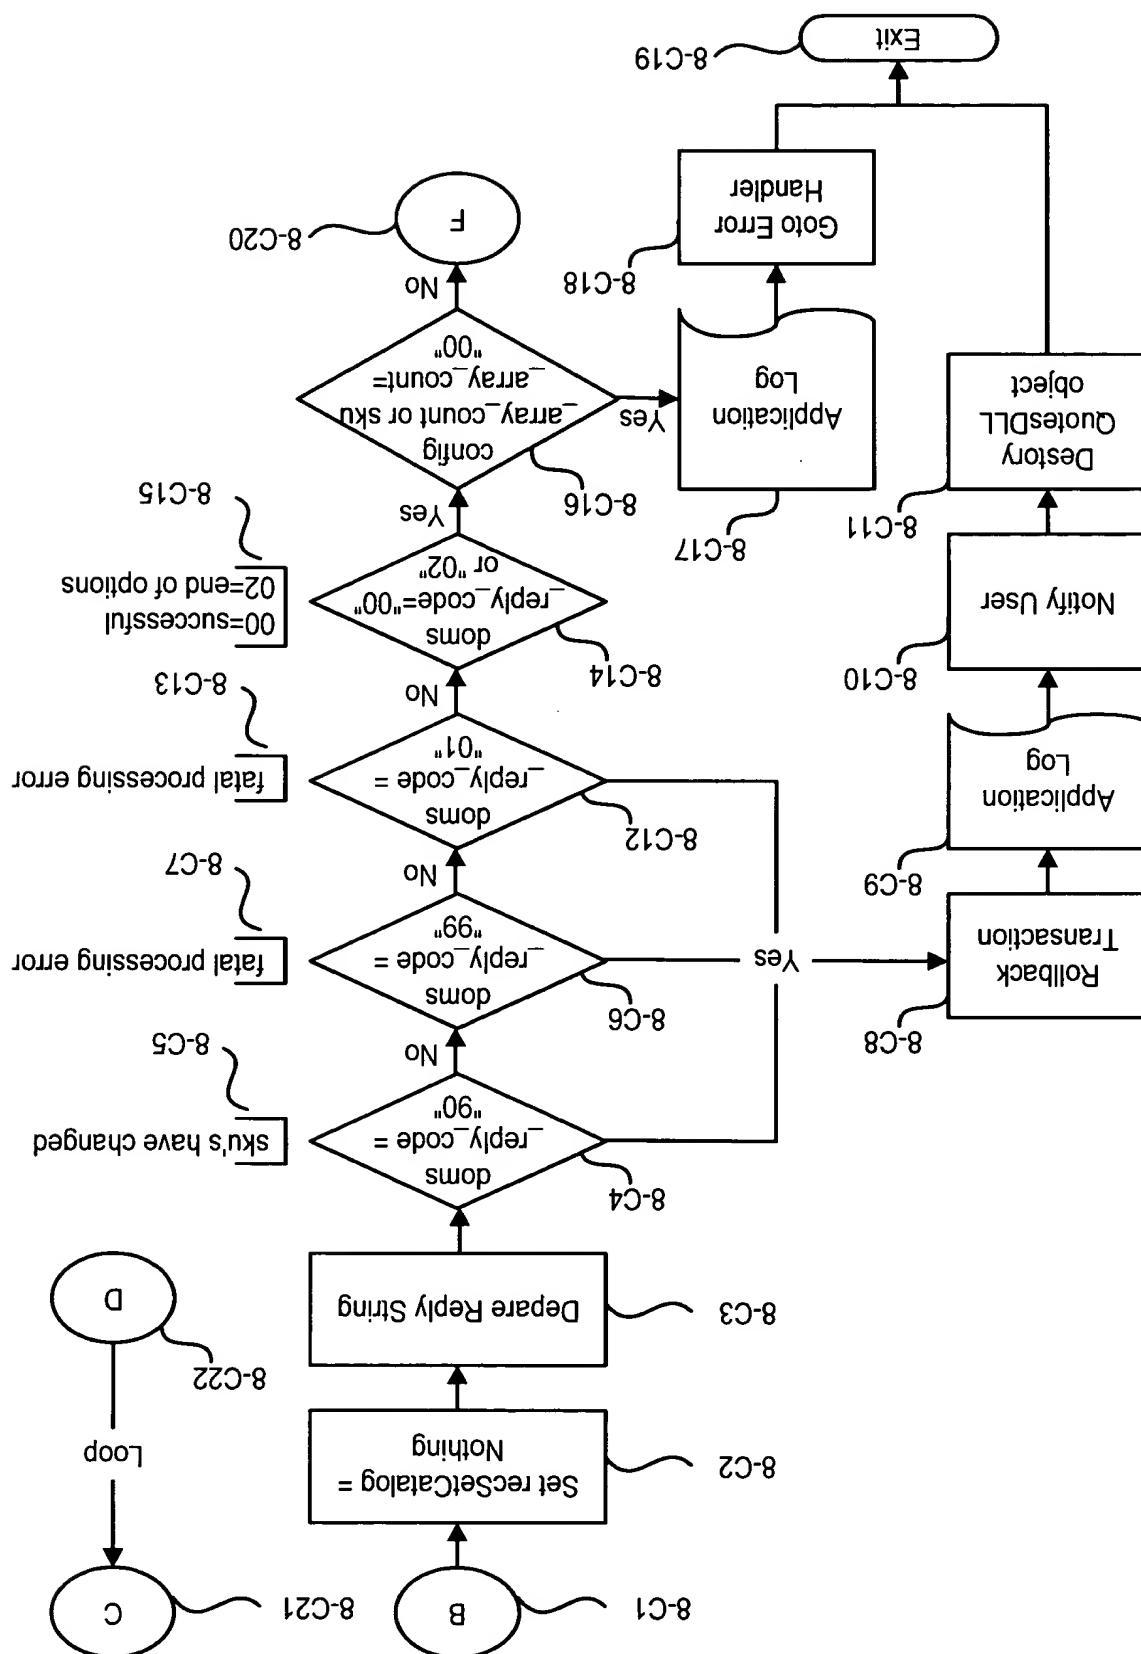 B
8-C1
C
8-C21
Set recSetCatalog =
Nothing
8-C2
Loop
Depare Reply String
8-C3
D
8-C22
doms
_reply_code =
"90"
8-C4
sku's have changed
8-C5
No
doms
_reply_code =
"99"
8-C6
fatal processing error
8-C7
Yes
Rollback
Transaction
8-C8
No
Application
Log
8-C9
Notify User
8-C10
Destory
QuotesDLL
object
8-C11
doms
_reply_code =
"01"
8-C12
fatal processing error
8-C13
No
doms
_reply_code="00"
or "02"
8-C14
00=successful
02=end of options
8-C15
Yes
config
_array_count or sku
_array_count=
"00"
8-C16
Yes
Application
Log
8-C17
Goto Error
Handler
8-C18
No
F
8-C20
Exit
8-C19